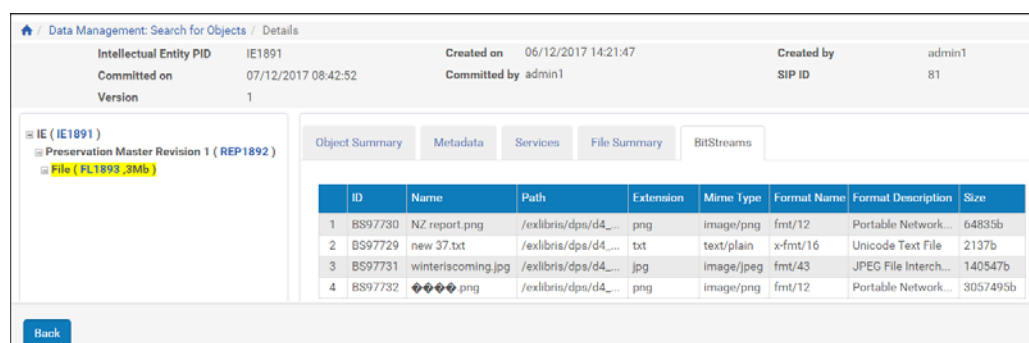 / Data Management: Search for Objects / Details
Intellectual Entity PID IE1891 Created on 06/12/2017 14:21:47 Created by admin1
Committed on 07/12/2017 08:42:52 Committed by admin1 SIP ID 81
Version 1
IE ( IE1891 )
Preservation Master Revision 1 ( REP1892 )
File ( FL1893 ,3Mb )
Object Summary Metadata Services File Summary BitStreams
ID Name Path Extension Mime Type Format Name Format Description Size
1 BS97730 NZ report.png /exlibris/dps/d4_... png image/png fmt/12 Portable Network... 64835b
2 BS97729 new 37.txt /exlibris/dps/d4_... txt text/plain x-fmt/16 Unicode Text File 2137b
3 BS97731 winteriscoming.jpg /exlibris/dps/d4_... jpg image/jpeg fmt/43 JPEG File Interch... 140547b
4 BS97732 ����.png /exlibris/dps/d4_... png image/png fmt/12 Portable Network... 3057495b
Back